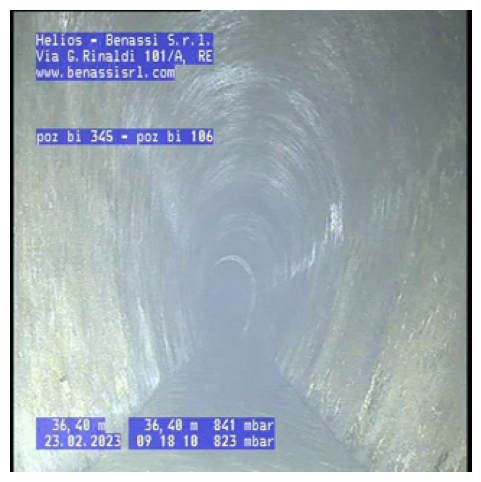 Helios - Benassi S.r.l.
Via G.Rinaldi 101/A, RE
www.benassisrl.com
poz bi 345 - poz bi 106
36,40 m 36,40 m 841 mbar
23.02.2023 09 18 10 823 mbar